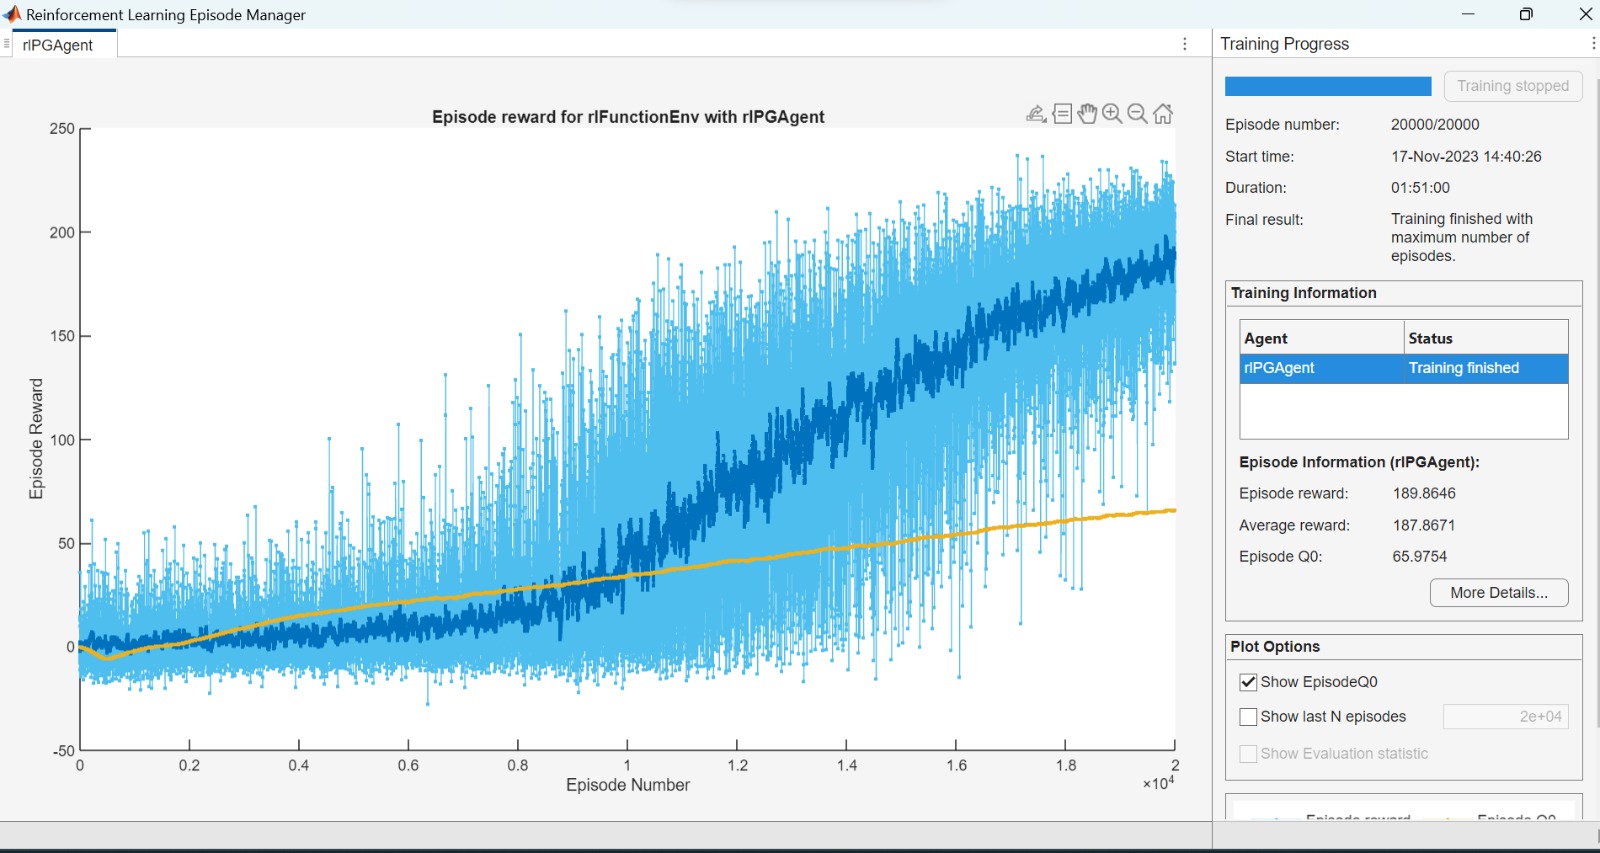 Reinforcement Learning Episode Manager
rlPGAgent
Episode reward for rlFunctionEnv with rlPGAgent
250
200
150
100
50
0
-50
Episode Reward
0 0.2 0.4 0.6 0.8 1 1.2 1.4 1.6 1.8 2
×10⁴
Episode Number
Training Progress
Training stopped
Episode number: 20000/20000
Start time: 17-Nov-2023 14:40:26
Duration: 01:51:00
Final result: Training finished with
maximum number of
episodes.
Training Information
Agent Status
rlPGAgent Training finished
Episode Information (rlPGAgent):
Episode reward: 189.8646
Average reward: 187.8671
Episode Q0: 65.9754
More Details...
Plot Options
Show EpisodeQ0
Show last N episodes 2e+04
Show Evaluation statistic
Episode reward Episode Q0